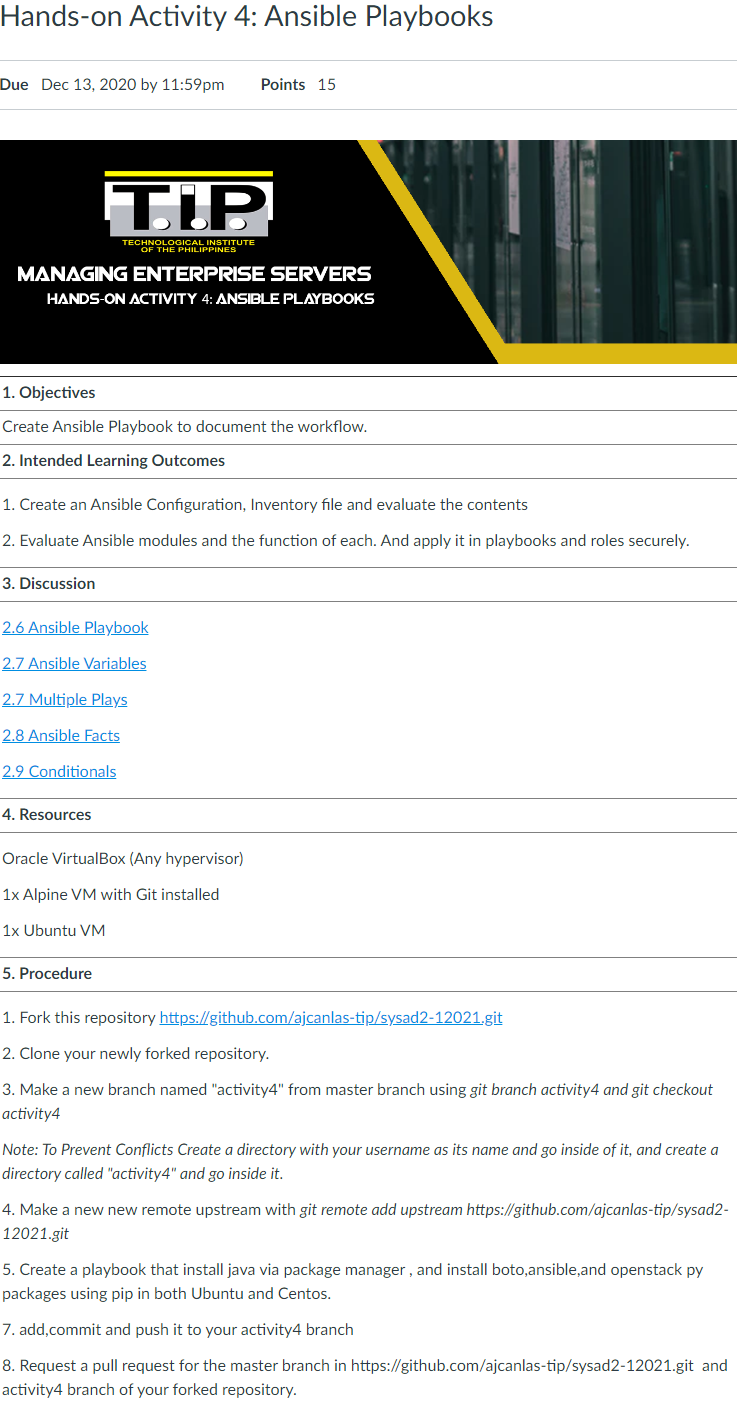 Hands-on Activity 4: Ansible Playbooks
Due Dec 13, 2020 by 11:59pm Points 15
T.I.P
TECHNOLOGICAL INSTITUTE
OF THE PHILIPPINES
MANAGING ENTERPRISE SERVERS
HANDS-ON ACTIVITY 4: ANSIBLE PLAYBOOKS
1. Objectives
Create Ansible Playbook to document the workflow.
2. Intended Learning Outcomes
1. Create an Ansible Configuration, Inventory file and evaluate the contents
2. Evaluate Ansible modules and the function of each. And apply it in playbooks and roles securely.
3. Discussion
2.6 Ansible Playbook
2.7 Ansible Variables
2.7 Multiple Plays
2.8 Ansible Facts
2.9 Conditionals
4. Resources
Oracle VirtualBox (Any hypervisor)
1x Alpine VM with Git installed
1x Ubuntu VM
5. Procedure
1. Fork this repository https://github.com/ajcanlas-tip/sysad2-12021.git
2. Clone your newly forked repository.
3. Make a new branch named "activity4" from master branch using git branch activity4 and git checkout
activity4
Note: To Prevent Conflicts Create a directory with your username as its name and go inside of it, and create a
directory called "activity4" and go inside it.
4. Make a new new remote upstream with git remote add upstream https://github.com/ajcanlas-tip/sysad2-
12021.git
5. Create a playbook that install java via package manager , and install boto,ansible,and openstack py
packages using pip in both Ubuntu and Centos.
7. add,commit and push it to your activity4 branch
8. Request a pull request for the master branch in https://github.com/ajcanlas-tip/sysad2-12021.git and
activity4 branch of your forked repository.